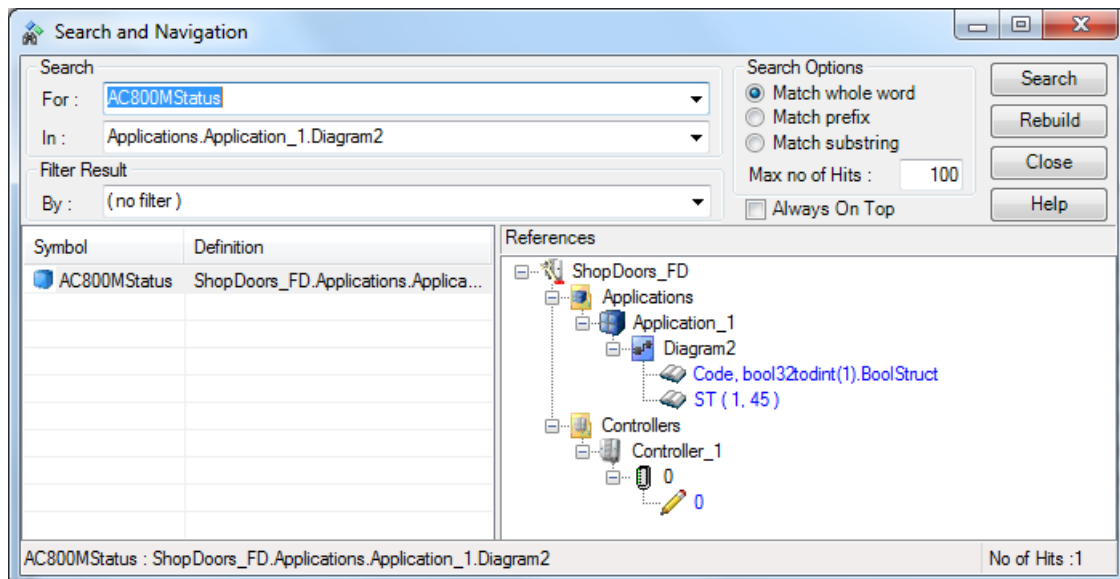 Search and Navigation
Search
For :
AC800MStatus
In :
Applications.Application_1.Diagram2
Filter Result
By :
( no filter )
Search Options
Match whole word
Match prefix
Match substring
Max no of Hits :
100
Always On Top
Search
Rebuild
Close
Help
Symbol
Definition
AC800MStatus
ShopDoors_FD.Applications.Applica...
References
ShopDoors_FD
Applications
Application_1
Diagram2
Code, bool32todint(1).BoolStruct
ST ( 1, 45 )
Controllers
Controller_1
0
0
AC800MStatus : ShopDoors_FD.Applications.Application_1.Diagram2
No of Hits :1